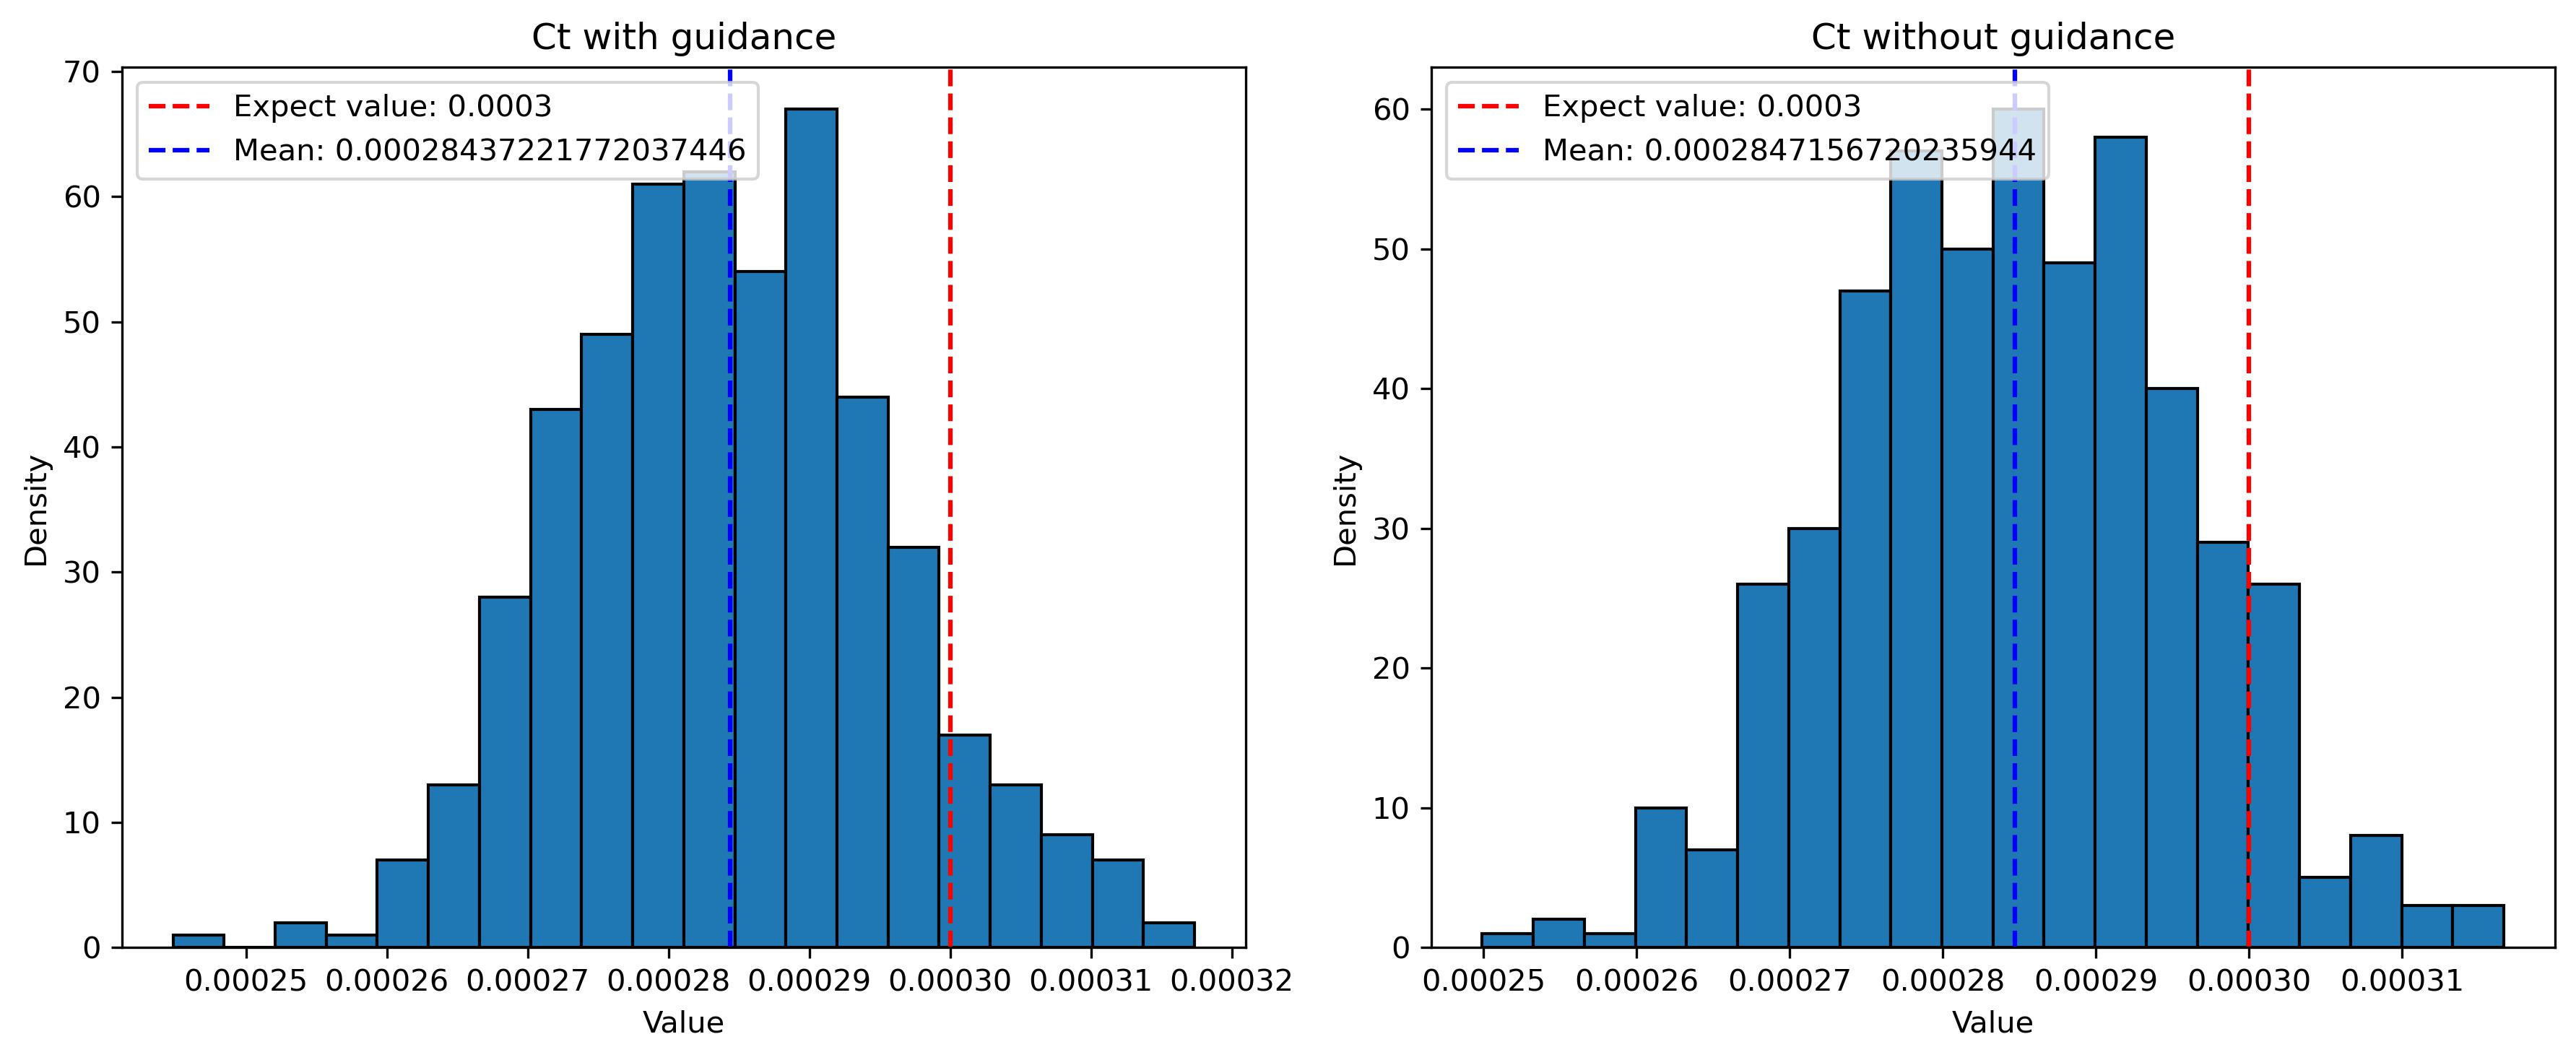 Ct with guidance
70
60
50
40
30
20
10
0
Density
Expect value: 0.0003
Mean: 0.00028437221772037446
0.00025 0.00026 0.00027 0.00028 0.00029 0.00030 0.00031 0.00032
Value
Ct without guidance
60
50
40
30
20
10
0
Density
Expect value: 0.0003
Mean: 0.0002847156720235944
0.00025 0.00026 0.00027 0.00028 0.00029 0.00030 0.00031
Value